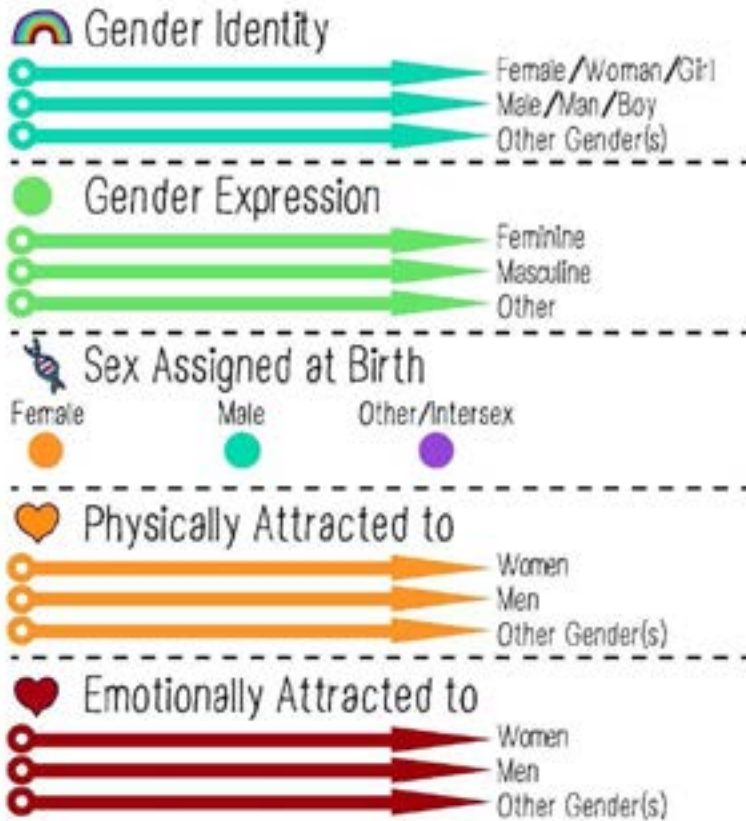 Gender Identity
Female/Woman/Girl
Male/Man/Boy
Other Gender(s)
Gender Expression
Feminine
Masculine
Other
Sex Assigned at Birth
Female Male Other/Intersex
Physically Attracted to
Women
Men
Other Gender(s)
Emotionally Attracted to
Women
Men
Other Gender(s)